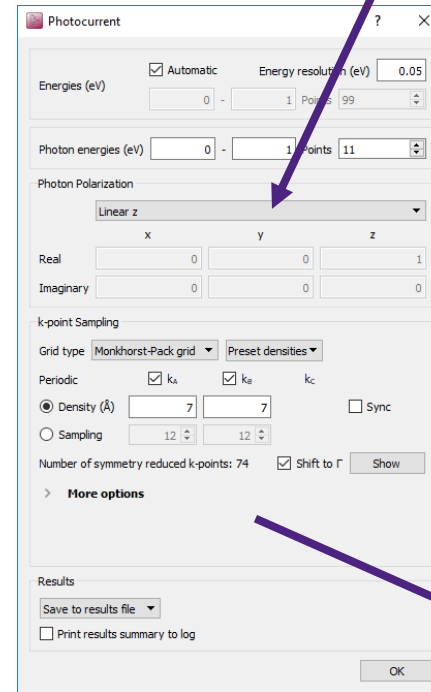 Photocurrent ? ×
Energies (eV) Automatic Energy resolution (eV) 0.05
0 - 1 Points 99
Photon energies (eV) 0 - 1 Points 11
Photon Polarization
Linear z
x y z
Real 0 0 1
Imaginary 0 0 0
k-point Sampling
Grid type Monkhorst-Pack grid Preset densities
Periodic kA kB kC
Density (Å) 7 7 Sync
Sampling 12 12
Number of symmetry reduced k-points: 74 Shift to Γ Show
> More options
Results
Save to results file
Print results summary to log
OK